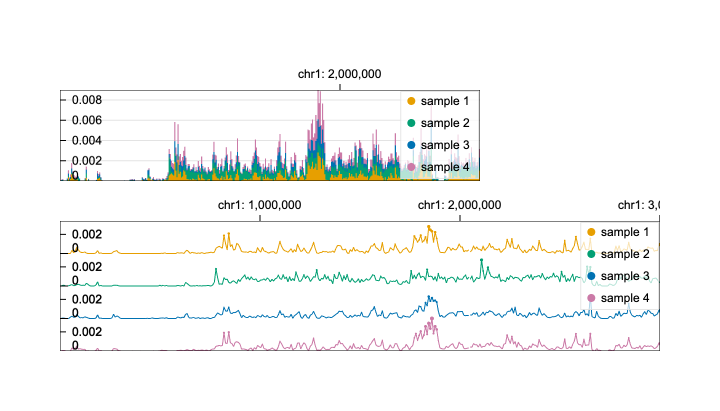 chr1: 2,000,000
0.008
0.004
0.002
0
sample 1
sample 2
sample 3
sample 4
chr1: 1,000,000 chr1: 2,000,000 chr1: 3,0
0.002
0
0.002
0
0.002
0
0.002
0
sample 1
sample 2
sample 3
sample 4